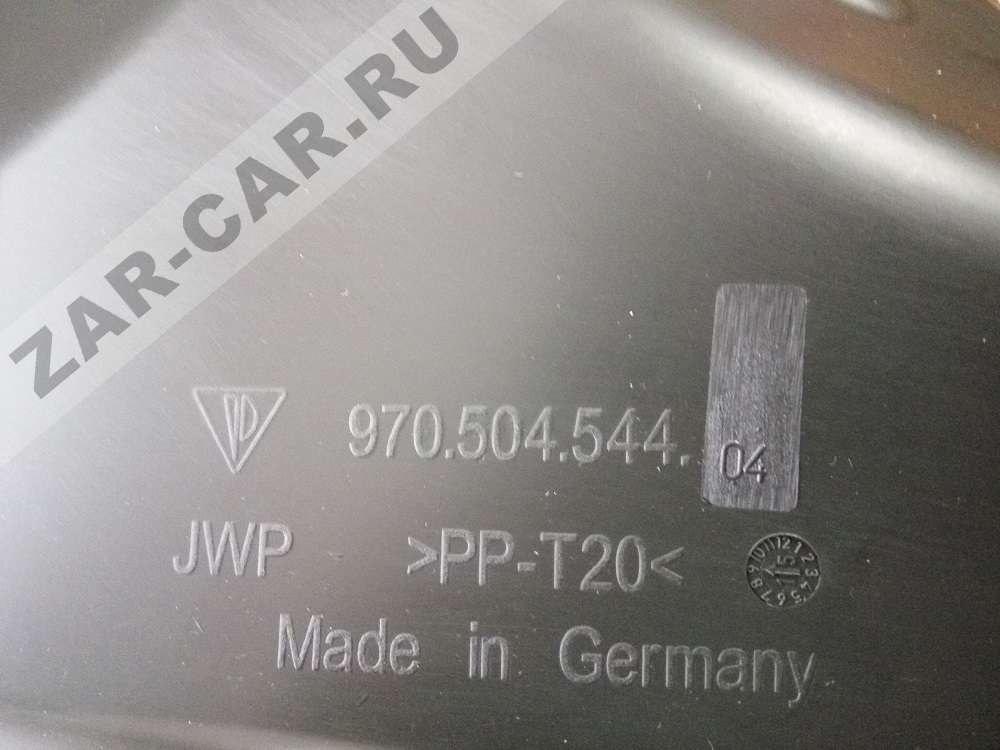 ZAR-CAR.RU
970.504.544.04
JWP >PP-T20<
Made in Germany